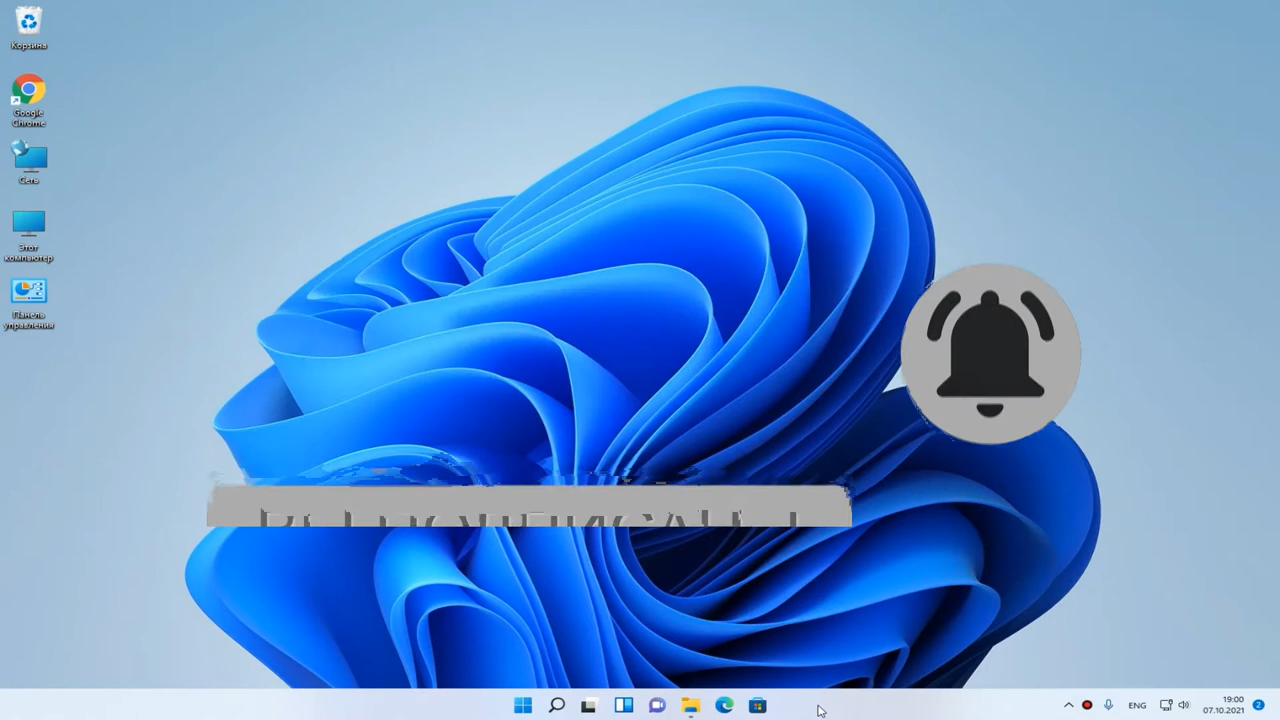 Корзина
Google
Chrome
Сеть
Этот
компьютер
Панель
управления
ENG
19:00
07.10.2021
2